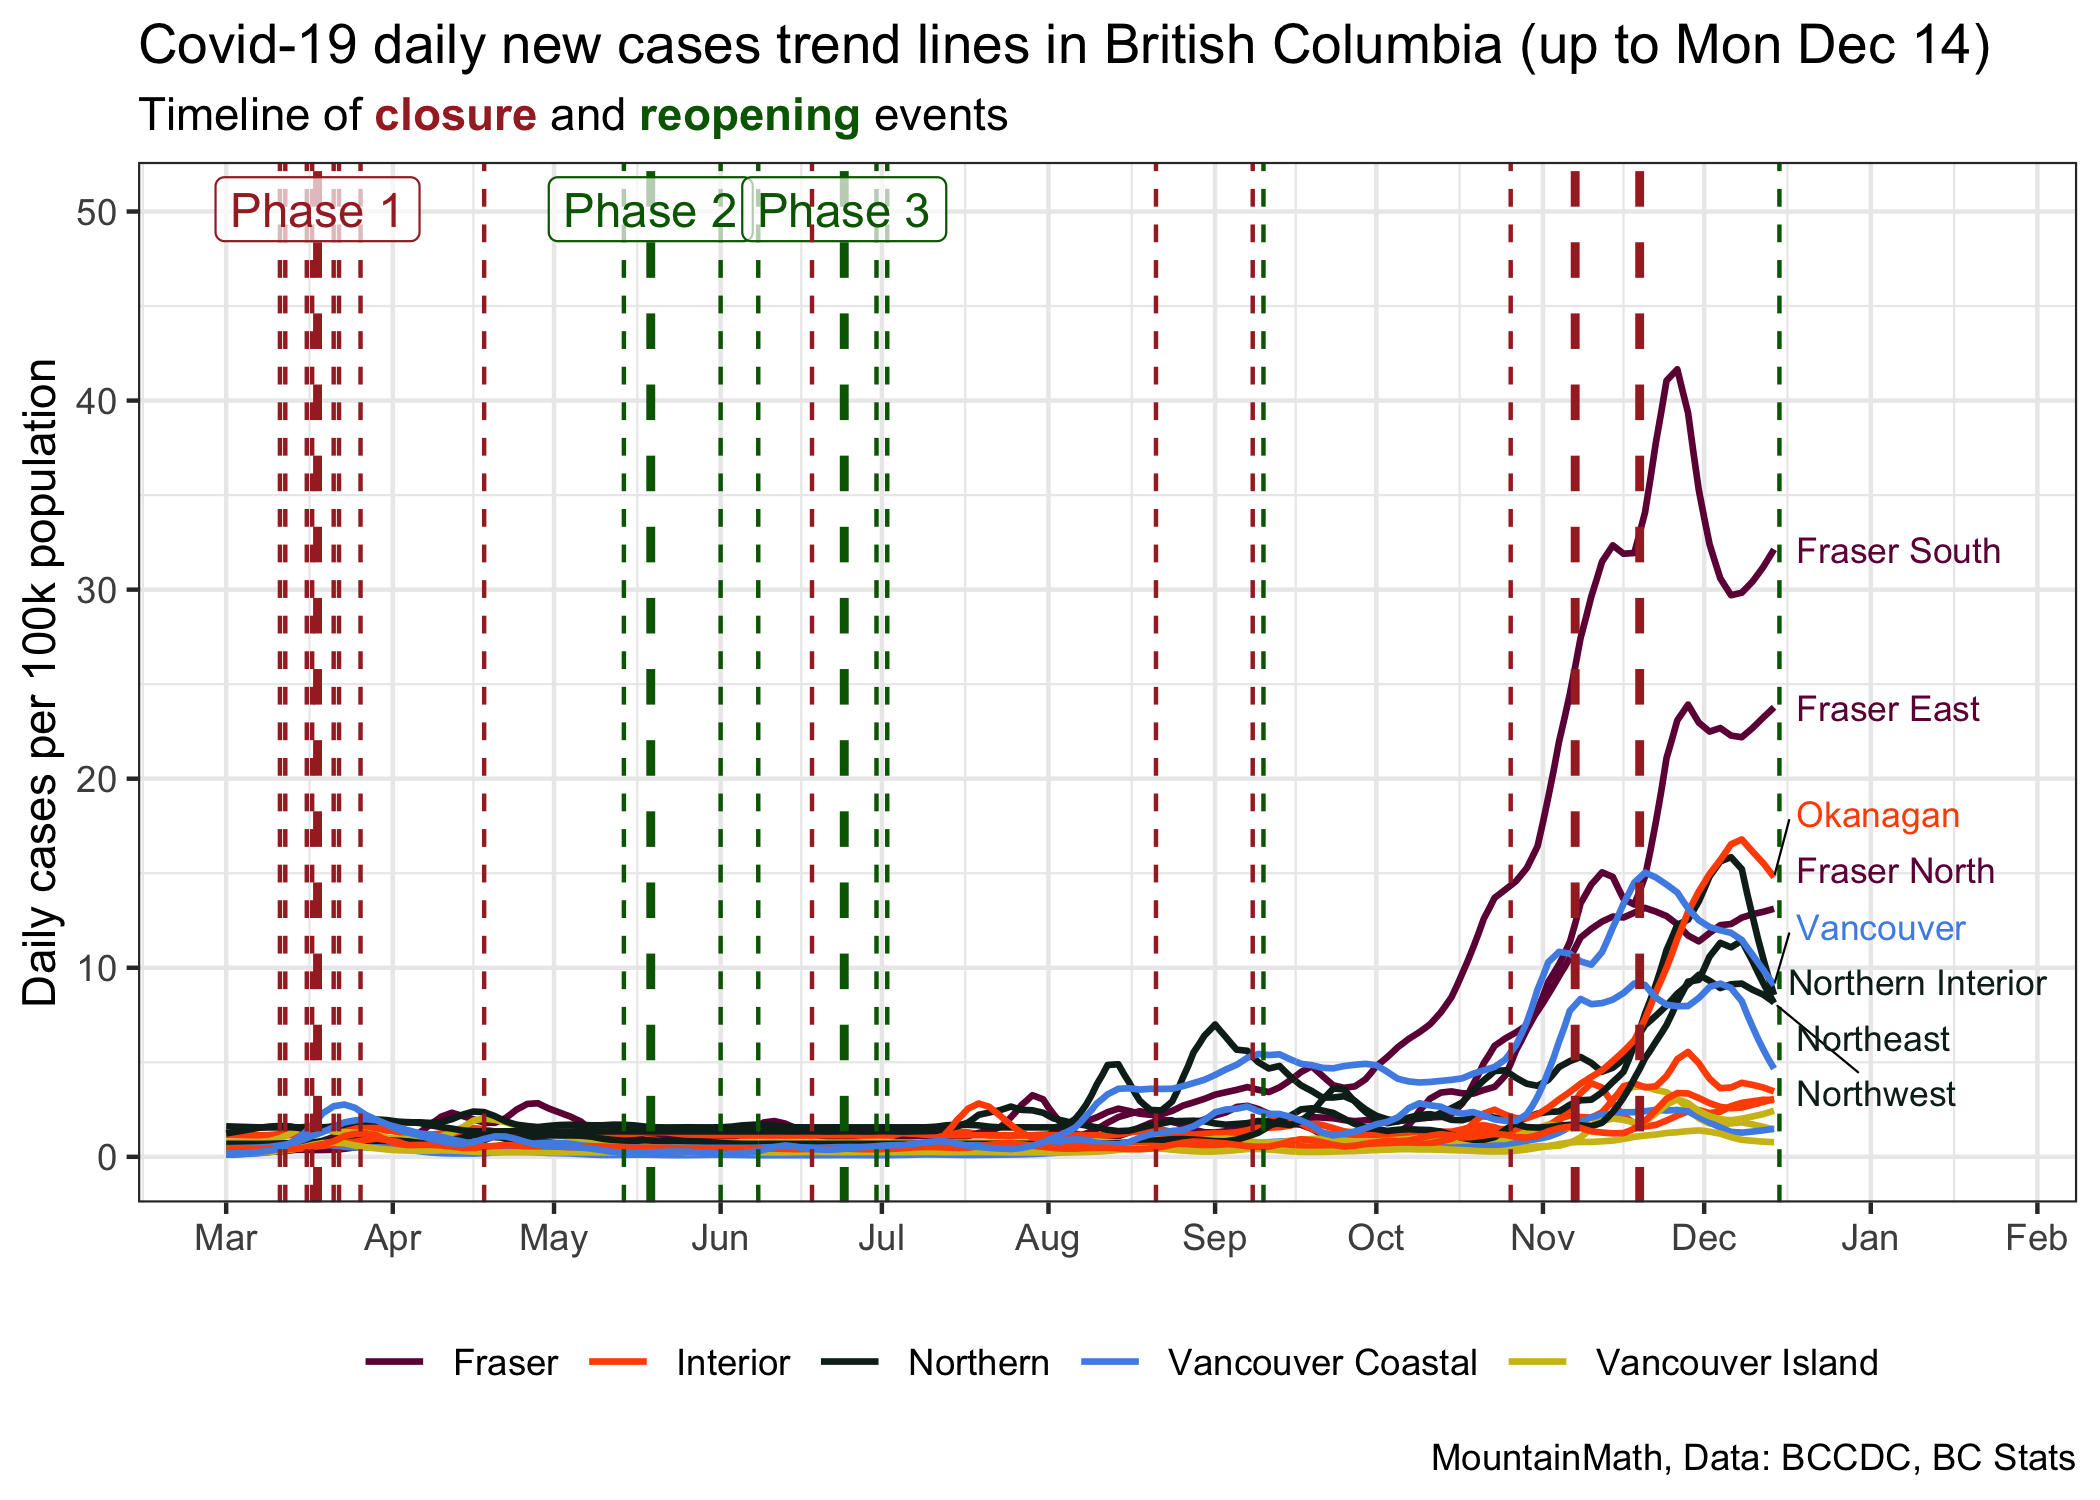 Covid-19 daily new cases trend lines in British Columbia (up to Mon Dec 14)
Timeline of closure and reopening events
Daily cases per 100k population
50
40
30
20
10
0
Phase 1
Phase 2
Phase 3
Fraser South
Fraser East
Okanagan
Fraser North
Vancouver
Northern Interior
Northeast
Northwest
Mar Apr May Jun Jul Aug Sep Oct Nov Dec Jan Feb
Fraser Interior Northern Vancouver Coastal Vancouver Island
MountainMath, Data: BCCDC, BC Stats